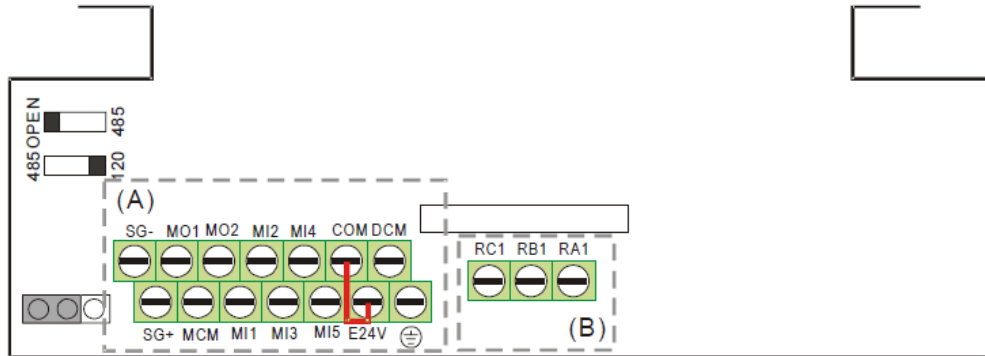 485 OPEN
485
485
120
(A)
SG- MO1 MO2 MI2 MI4 COM DCM
SG+ MCM MI1 MI3 MI5 E24V
RC1 RB1 RA1
(B)